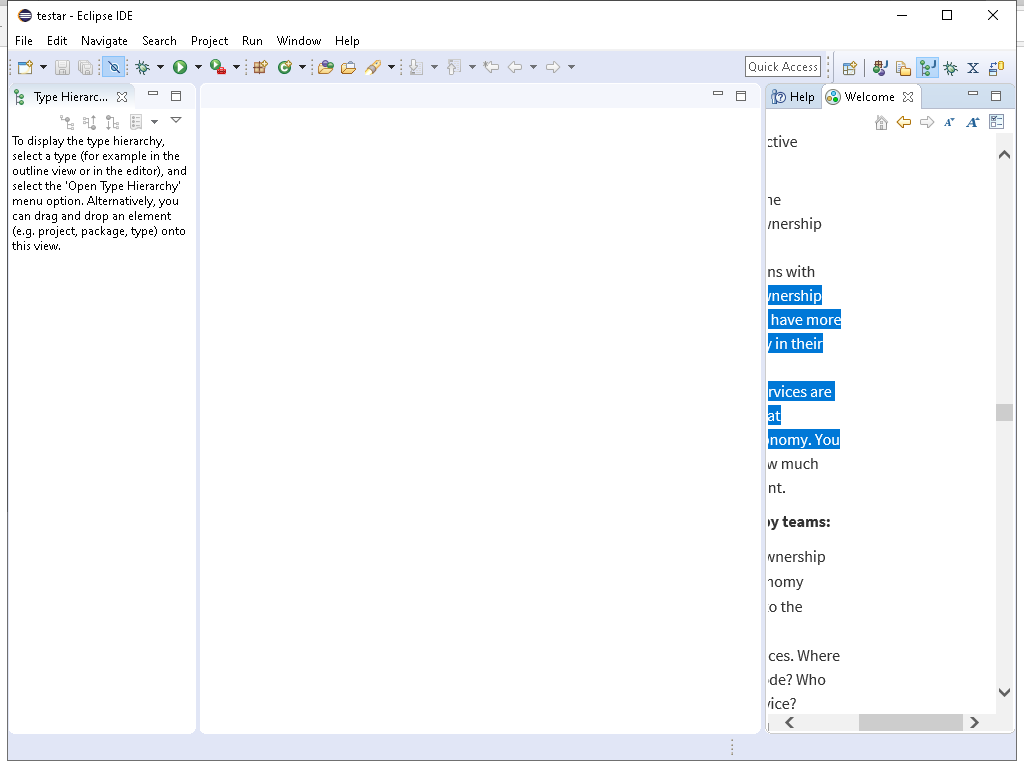 testar - Eclipse IDE
File Edit Navigate Search Project Run Window Help
Quick Access
Type Hierarc...
Help
Welcome
To display the type hierarchy,
select a type (for example in the
outline view or in the editor), and
select the 'Open Type Hierarchy'
menu option. Alternatively, you
can drag and drop an element
(e.g. project, package, type) onto
this view.
ctive
ne
wnership
ns with
wnership
have more
y in their
rvices are
at
onomy. You
w much
nt.
by teams:
wnership
nomy
to the
ces. Where
de? Who
vice?